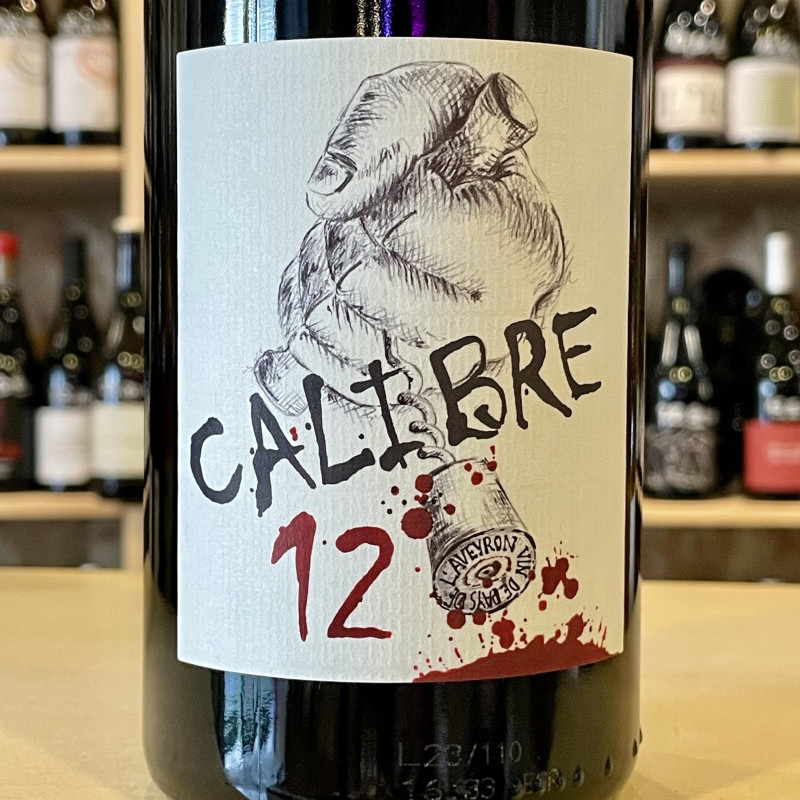 CALIBRE
12
L'AVEYRON VIN DE PAYS DE
L23/110